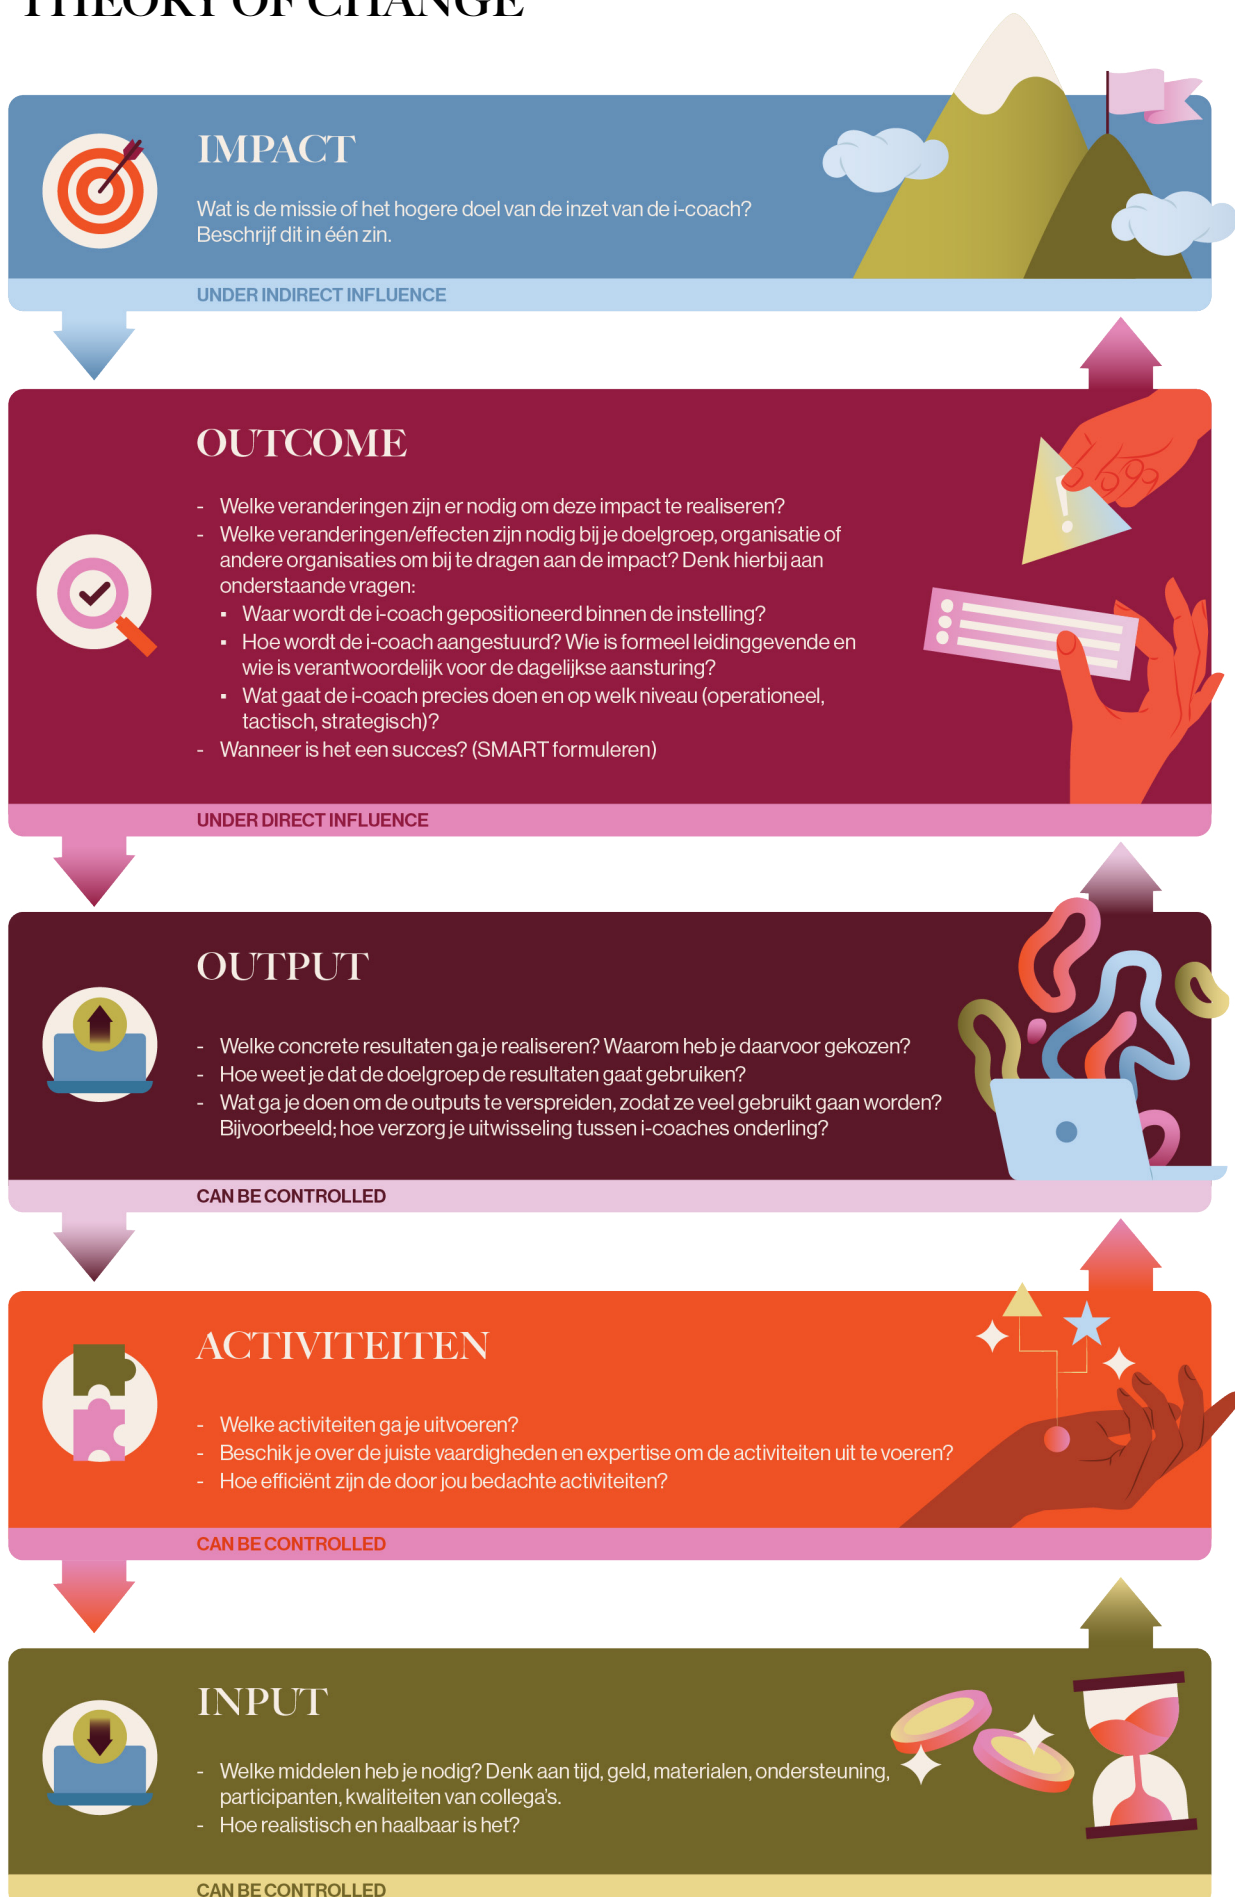 THEORY OF CHANGE
IMPACT
Wat is de missie of het hogere doel van de inzet van de i-coach?
Beschrijf dit in één zin.
UNDER INDIRECT INFLUENCE
OUTCOME
- Welke veranderingen zijn er nodig om deze impact te realiseren?
- Welke veranderingen/effecten zijn nodig bij je doelgroep, organisatie of
andere organisaties om bij te dragen aan de impact? Denk hierbij aan
onderstaande vragen:
▪ Waar wordt de i-coach gepositioneerd binnen de instelling?
▪ Hoe wordt de i-coach aangestuurd? Wie is formeel leidinggevende en
wie is verantwoordelijk voor de dagelijkse aansturing?
▪ Wat gaat de i-coach precies doen en op welk niveau (operationeel,
tactisch, strategisch)?
- Wanneer is het een succes? (SMART formuleren)
UNDER DIRECT INFLUENCE
OUTPUT
- Welke concrete resultaten ga je realiseren? Waarom heb je daarvoor gekozen?
- Hoe weet je dat de doelgroep de resultaten gaat gebruiken?
- Wat ga je doen om de outputs te verspreiden, zodat ze veel gebruikt gaan worden?
Bijvoorbeeld; hoe verzorg je uitwisseling tussen i-coaches onderling?
CAN BE CONTROLLED
ACTIVITEITEN
- Welke activiteiten ga je uitvoeren?
- Beschik je over de juiste vaardigheden en expertise om de activiteiten uit te voeren?
- Hoe efficiënt zijn de door jou bedachte activiteiten?
CAN BE CONTROLLED
INPUT
- Welke middelen heb je nodig? Denk aan tijd, geld, materialen, ondersteuning,
participanten, kwaliteiten van collega's.
- Hoe realistisch en haalbaar is het?
CAN BE CONTROLLED